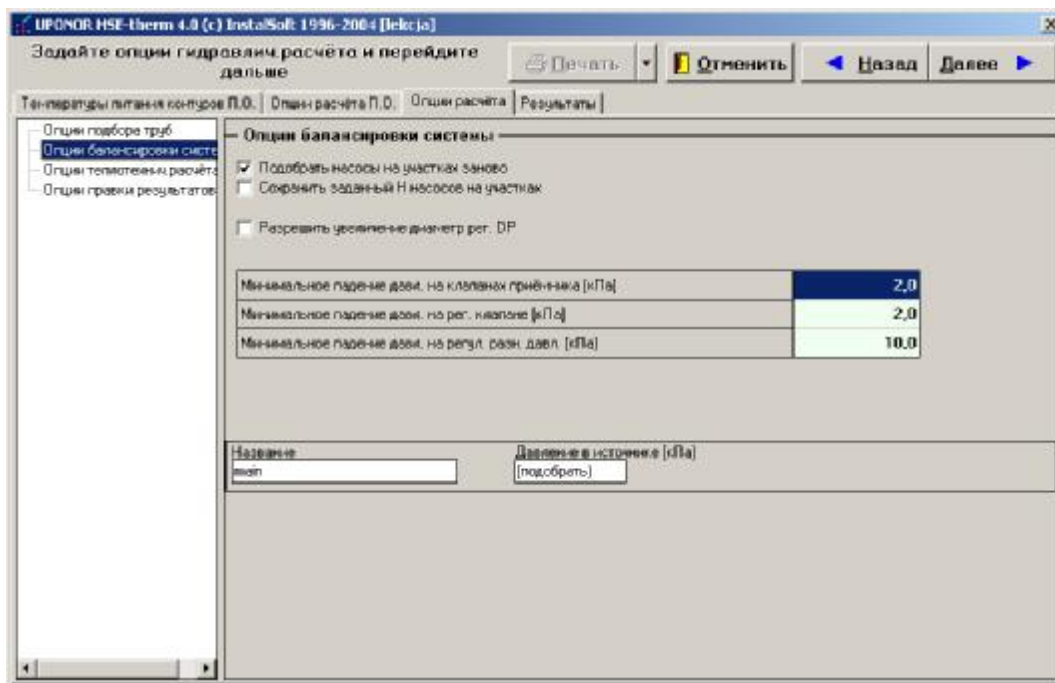 UPONOR HSE-therm 4.0 (c) InstalSoft 1996-2004 [lekcja]
Задайте опции гидравлич.расчёта и перейдите
дальше
Печать
Отменить
Назад
Далее
Температуры питания контуров П.О.
Опции расчёта П.О.
Опции расчёта
Результаты
Опции подбора труб
Опции балансировки систе
Опции теплотехнич.расчёта
Опции правки результатов
Опции балансировки системы
Подобрать насосы на участках заново
Сохранить заданный Н насосов на участках
Разрешить увеличение диаметр рег. DP
Минимальное падение давл. на клапанах приёмника [кПа]
2,0
Минимальное падение давл. на рег. клапане [кПа]
2,0
Минимальное падение давл. на регул. разн. давл. [кПа]
10,0
Название
Давление в источнике [кПа]
main
(подобрать)